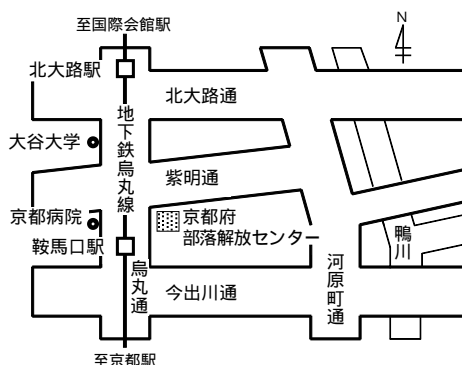 至国際会館駅
N
北大路駅
北大路通
地下鉄烏丸線
大谷大学
紫明通
京都病院
京都府
部落解放センター
鞍馬口駅
鴨川
烏丸通
今出川通
河原町通
至京都駅